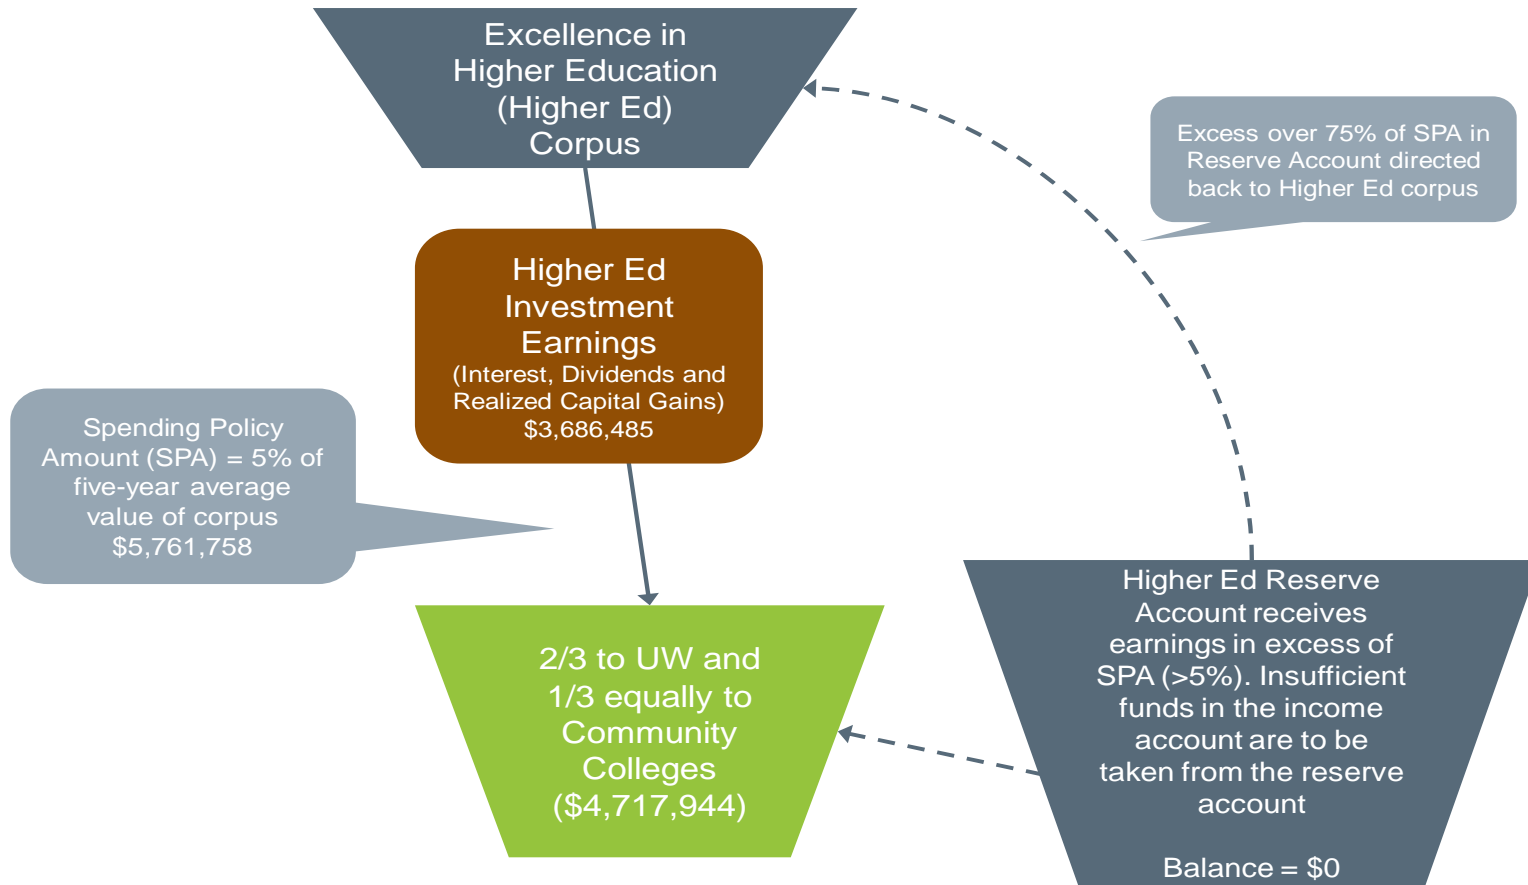 Excellence in
Higher Education
(Higher Ed)
Corpus
Excess over 75% of SPA in
Reserve Account directed
back to Higher Ed corpus
Higher Ed
Investment
Earnings
(Interest, Dividends and
Realized Capital Gains)
$3,686,485
Spending Policy
Amount (SPA) = 5% of
five-year average
value of corpus
$5,761,758
2/3 to UW and
1/3 equally to
Community
Colleges
($4,717,944)
Higher Ed Reserve
Account receives
earnings in excess of
SPA (>5%). Insufficient
funds in the income
account are to be
taken from the reserve
account
Balance = $0